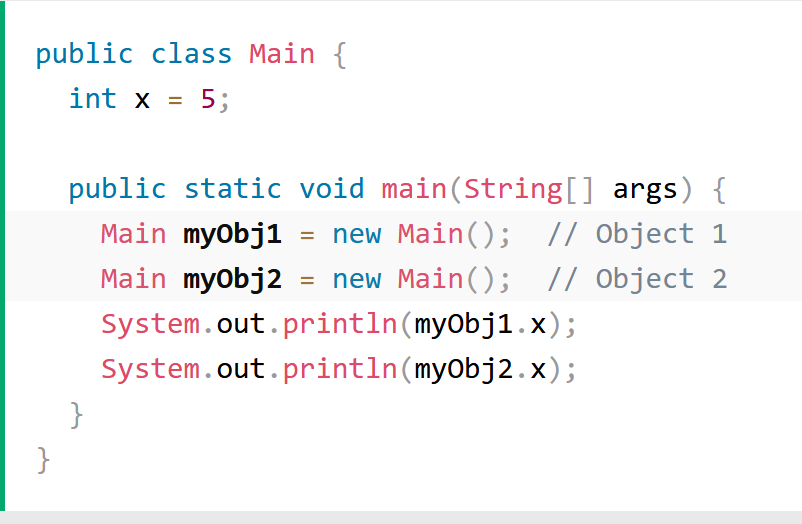 public class Main {
int x = 5;
public static void main(String[] args) {
Main myObj1 = new Main();  // Object 1
Main myObj2 = new Main();  // Object 2
System.out.println(myObj1.x);
System.out.println(myObj2.x);
}
}